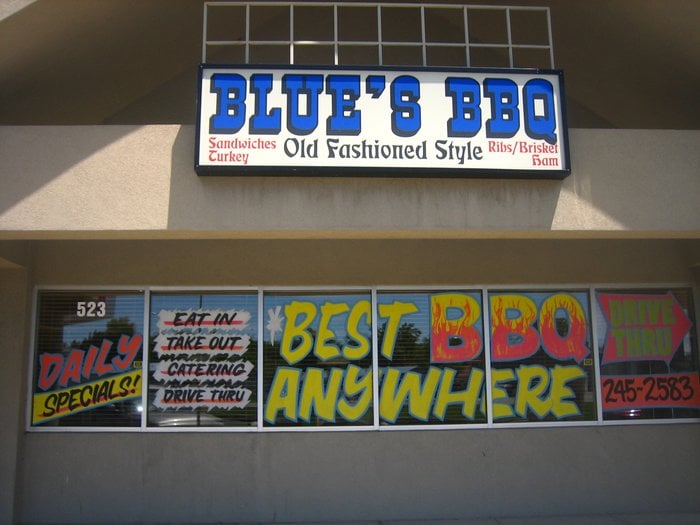 BLUE'S BBQ
Sandwiches
Turkey
Old Fashioned Style
Ribs/Brisket
Ham
523
DAILY
SPECIALS!
EAT IN
TAKE OUT
CATERING
DRIVE THRU
BEST BBQ
ANYWHERE
DRIVE
THRU
245-2583